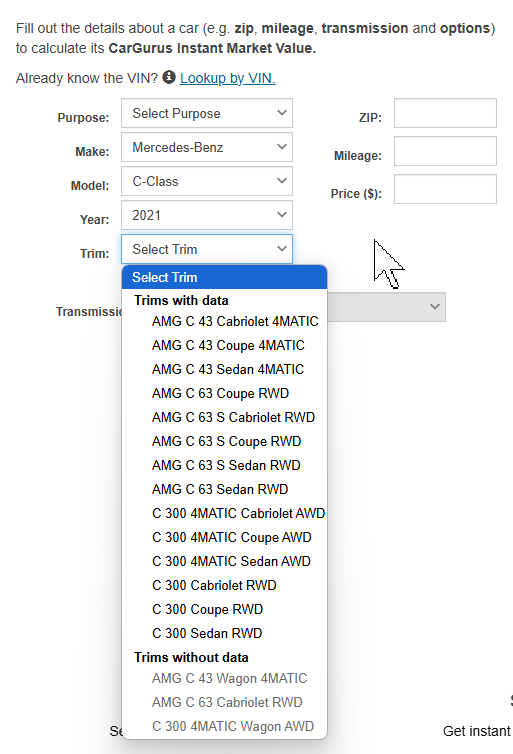 Fill out the details about a car (e.g. zip, mileage, transmission and options)
to calculate its CarGurus Instant Market Value.
Already know the VIN? Lookup by VIN.
Purpose: Select Purpose ZIP:
Make: Mercedes-Benz Mileage:
Model: C-Class Price ($):
Year: 2021
Trim: Select Trim
Select Trim
Trims with data
Transmissi
AMG C 43 Cabriolet 4MATIC
AMG C 43 Coupe 4MATIC
AMG C 43 Sedan 4MATIC
AMG C 63 Coupe RWD
AMG C 63 S Cabriolet RWD
AMG C 63 S Coupe RWD
AMG C 63 S Sedan RWD
AMG C 63 Sedan RWD
C 300 4MATIC Cabriolet AWD
C 300 4MATIC Coupe AWD
C 300 4MATIC Sedan AWD
C 300 Cabriolet RWD
C 300 Coupe RWD
C 300 Sedan RWD
Trims without data
AMG C 43 Wagon 4MATIC
AMG C 63 Cabriolet RWD
C 300 4MATIC Wagon AWD
Se Get instant